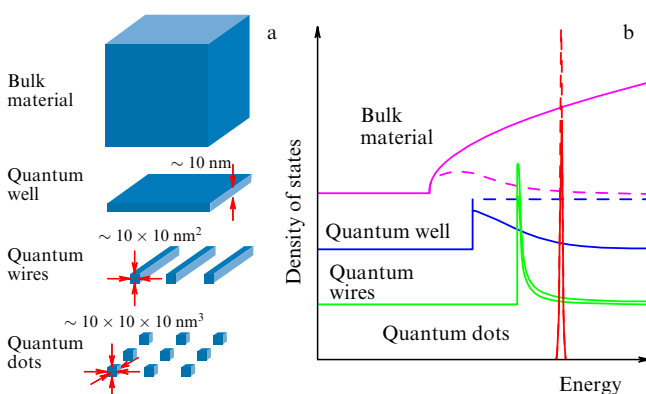 a
Bulk
material
~ 10 nm
Quantum
well
~ 10 × 10 nm²
Quantum
wires
~ 10 × 10 × 10 nm³
Quantum
dots
b
Density of states
Bulk
material
Quantum well
Quantum
wires
Quantum dots
Energy